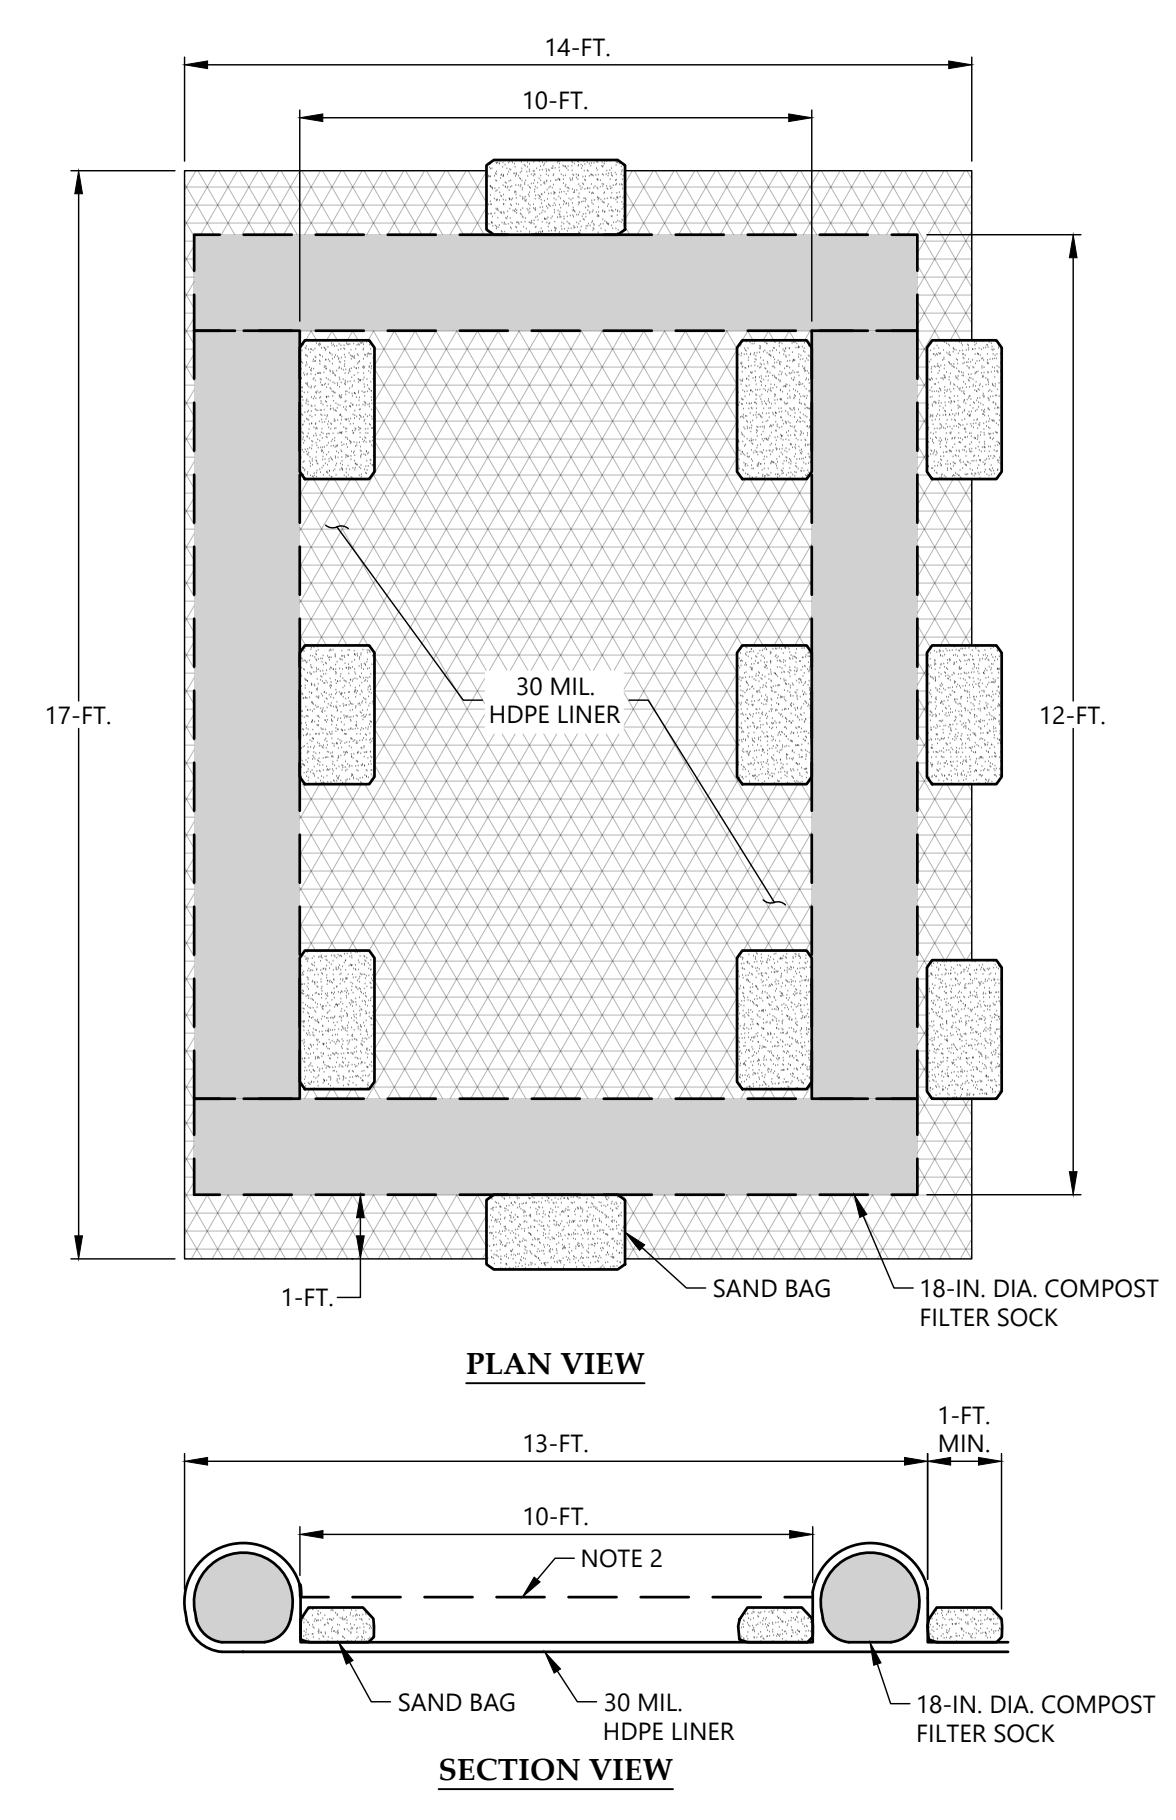 14-FT.
10-FT.
17-FT.
30 MIL.
HDPE LINER
12-FT.
1-FT.
SAND BAG
18-IN. DIA. COMPOST
FILTER SOCK
PLAN VIEW
1-FT.
MIN.
13-FT.
10-FT.
NOTE 2
SAND BAG
30 MIL.
HDPE LINER
18-IN. DIA. COMPOST
FILTER SOCK
SECTION VIEW